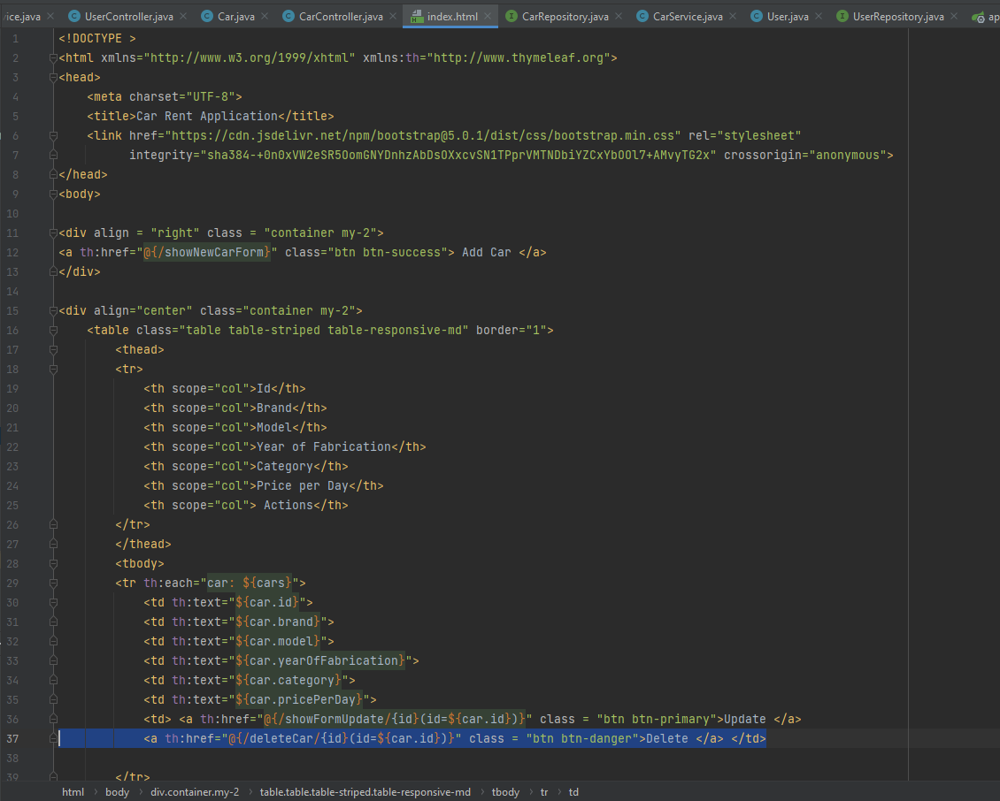 vice.java UserController.java Car.java CarController.java index.html CarRepository.java CarService.java User.java UserRepository.java ap
1 <!DOCTYPE >
2 <html xmlns="http://www.w3.org/1999/xhtml" xmlns:th="http://www.thymeleaf.org">
3 <head>
4 <meta charset="UTF-8">
5 <title>Car Rent Application</title>
6 <link href="https://cdn.jsdelivr.net/npm/bootstrap@5.0.1/dist/css/bootstrap.min.css" rel="stylesheet"
7 integrity="sha384-+0n0xVW2eSR5OomGNYDnhzAbDsOXxcvSN1TPprVMTNDbiYZCxYbOOl7+AMvyTG2x" crossorigin="anonymous">
8 </head>
9 <body>
10
11 <div align = "right" class = "container my-2">
12 <a th:href="@{/showNewCarForm}" class="btn btn-success"> Add Car </a>
13 </div>
14
15 <div align="center" class="container my-2">
16 <table class="table table-striped table-responsive-md" border="1">
17 <thead>
18 <tr>
19 <th scope="col">Id</th>
20 <th scope="col">Brand</th>
21 <th scope="col">Model</th>
22 <th scope="col">Year of Fabrication</th>
23 <th scope="col">Category</th>
24 <th scope="col">Price per Day</th>
25 <th scope="col"> Actions</th>
26 </tr>
27 </thead>
28 <tbody>
29 <tr th:each="car: ${cars}">
30 <td th:text="${car.id}">
31 <td th:text="${car.brand}">
32 <td th:text="${car.model}">
33 <td th:text="${car.yearOfFabrication}">
34 <td th:text="${car.category}">
35 <td th:text="${car.pricePerDay}">
36 <td> <a th:href="@{/showFormUpdate/{id}(id=${car.id})}" class = "btn btn-primary">Update </a>
37 <a th:href="@{/deleteCar/{id}(id=${car.id})}" class = "btn btn-danger">Delete </a> </td>
38
39 </tr>
html body div.container.my-2 table.table.table-striped.table-responsive-md tbody tr td